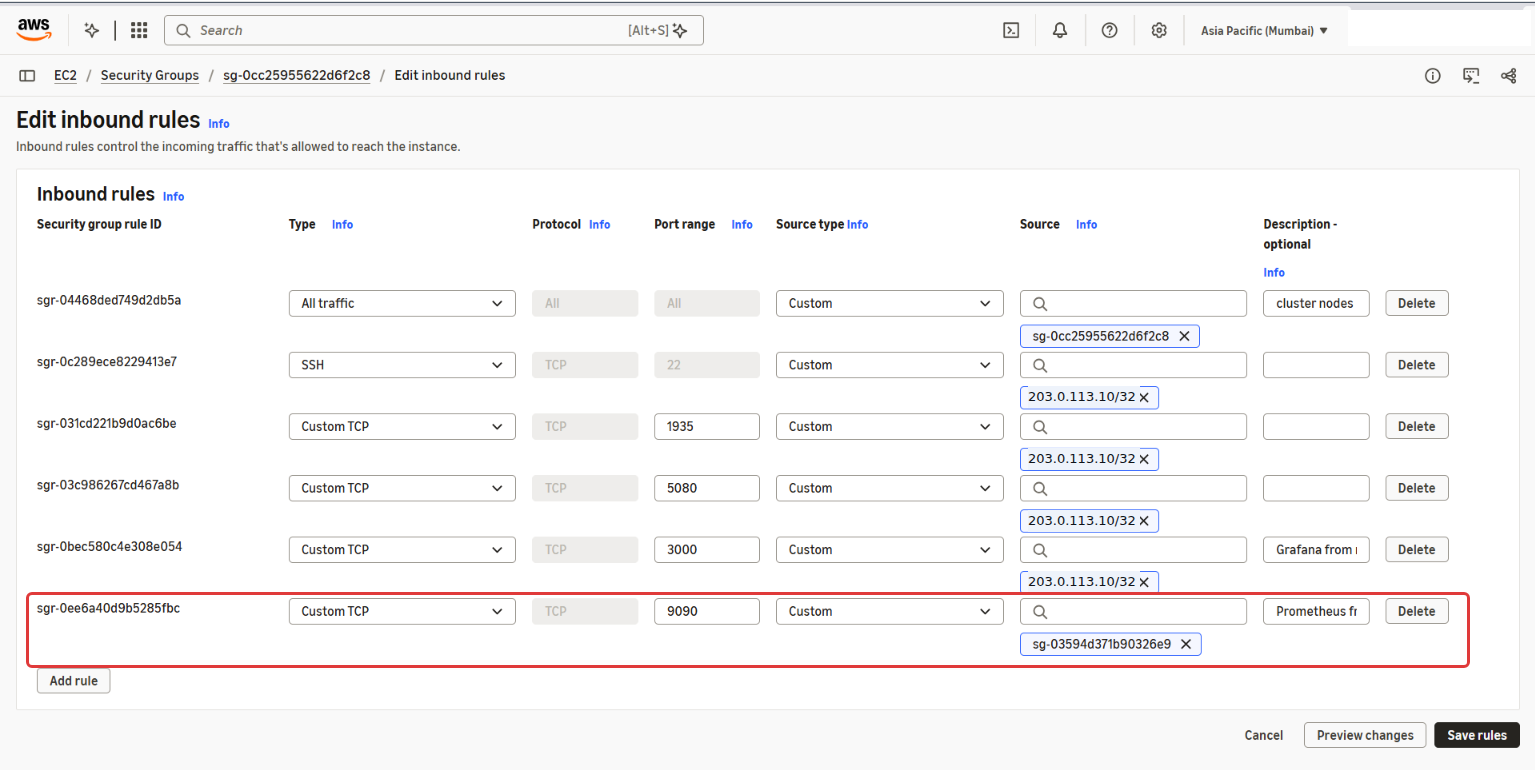 aws
Search [Alt+S]
Asia Pacific (Mumbai)
EC2 / Security Groups / sg-0cc25955622d6f2c8 / Edit inbound rules
Edit inbound rules Info
Inbound rules control the incoming traffic that's allowed to reach the instance.
Inbound rules Info
Security group rule ID Type Info Protocol Info Port range Info Source type Info Source Info Description -
optional
Info
sgr-04468ded749d2db5a All traffic All All Custom cluster nodes Delete
sg-0cc25955622d6f2c8
sgr-0c289ece8229413e7 SSH TCP 22 Custom Delete
203.0.113.10/32
sgr-031cd221b9d0ac6be Custom TCP TCP 1935 Custom Delete
203.0.113.10/32
sgr-03c986267cd467a8b Custom TCP TCP 5080 Custom Delete
203.0.113.10/32
sgr-0bec580c4e308e054 Custom TCP TCP 3000 Custom Grafana from Delete
203.0.113.10/32
sgr-0ee6a40d9b5285fbc Custom TCP TCP 9090 Custom Prometheus fr Delete
sg-03594d371b90326e9
Add rule
Cancel Preview changes Save rules